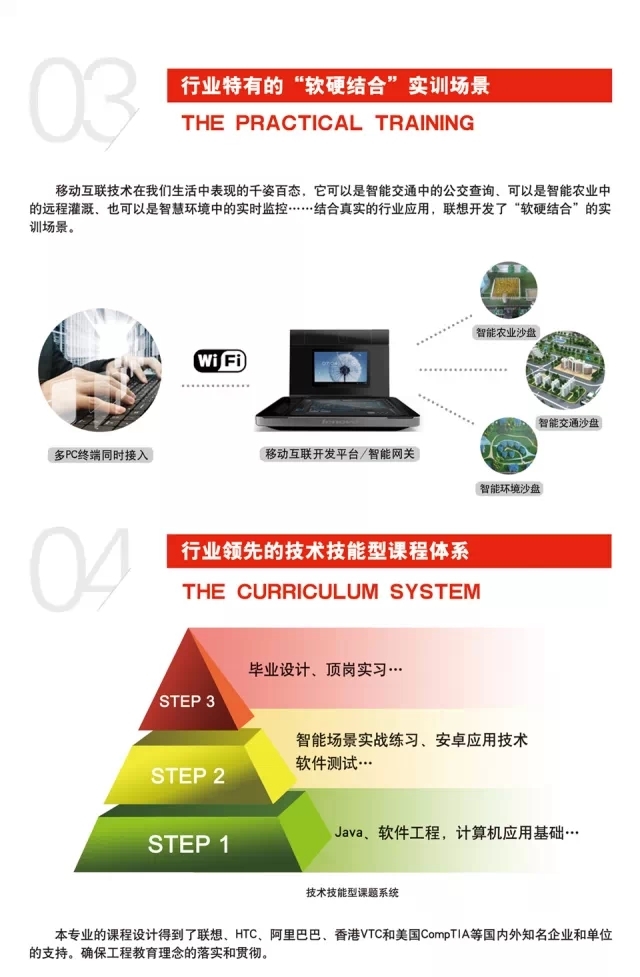 03
行业特有的“软硬结合”实训场景
THE PRACTICAL TRAINING
移动互联技术在我们生活中表现的千姿百态，它可以是智能交通中的公交查询、可以是智能农业中
的远程灌溉、也可以是智慧环境中的实时监控……结合真实的行业应用，联想开发了“软硬结合”的实
训场景。
智能农业沙盘
WiFi
智能交通沙盘
多PC终端同时接入
移动互联开发平台/智能网关
智能环境沙盘
04
行业领先的技术技能型课程体系
THE CURRICULUM SYSTEM
毕业设计、顶岗实习…
STEP 3
智能场景实战练习、安卓应用技术
软件测试…
STEP 2
Java、软件工程，计算机应用基础…
STEP 1
技术技能型课题系统
本专业的课程设计得到了联想、HTC、阿里巴巴、香港VTC和美国CompTIA等国内外知名企业和单位
的支持。确保工程教育理念的落实和贯彻。